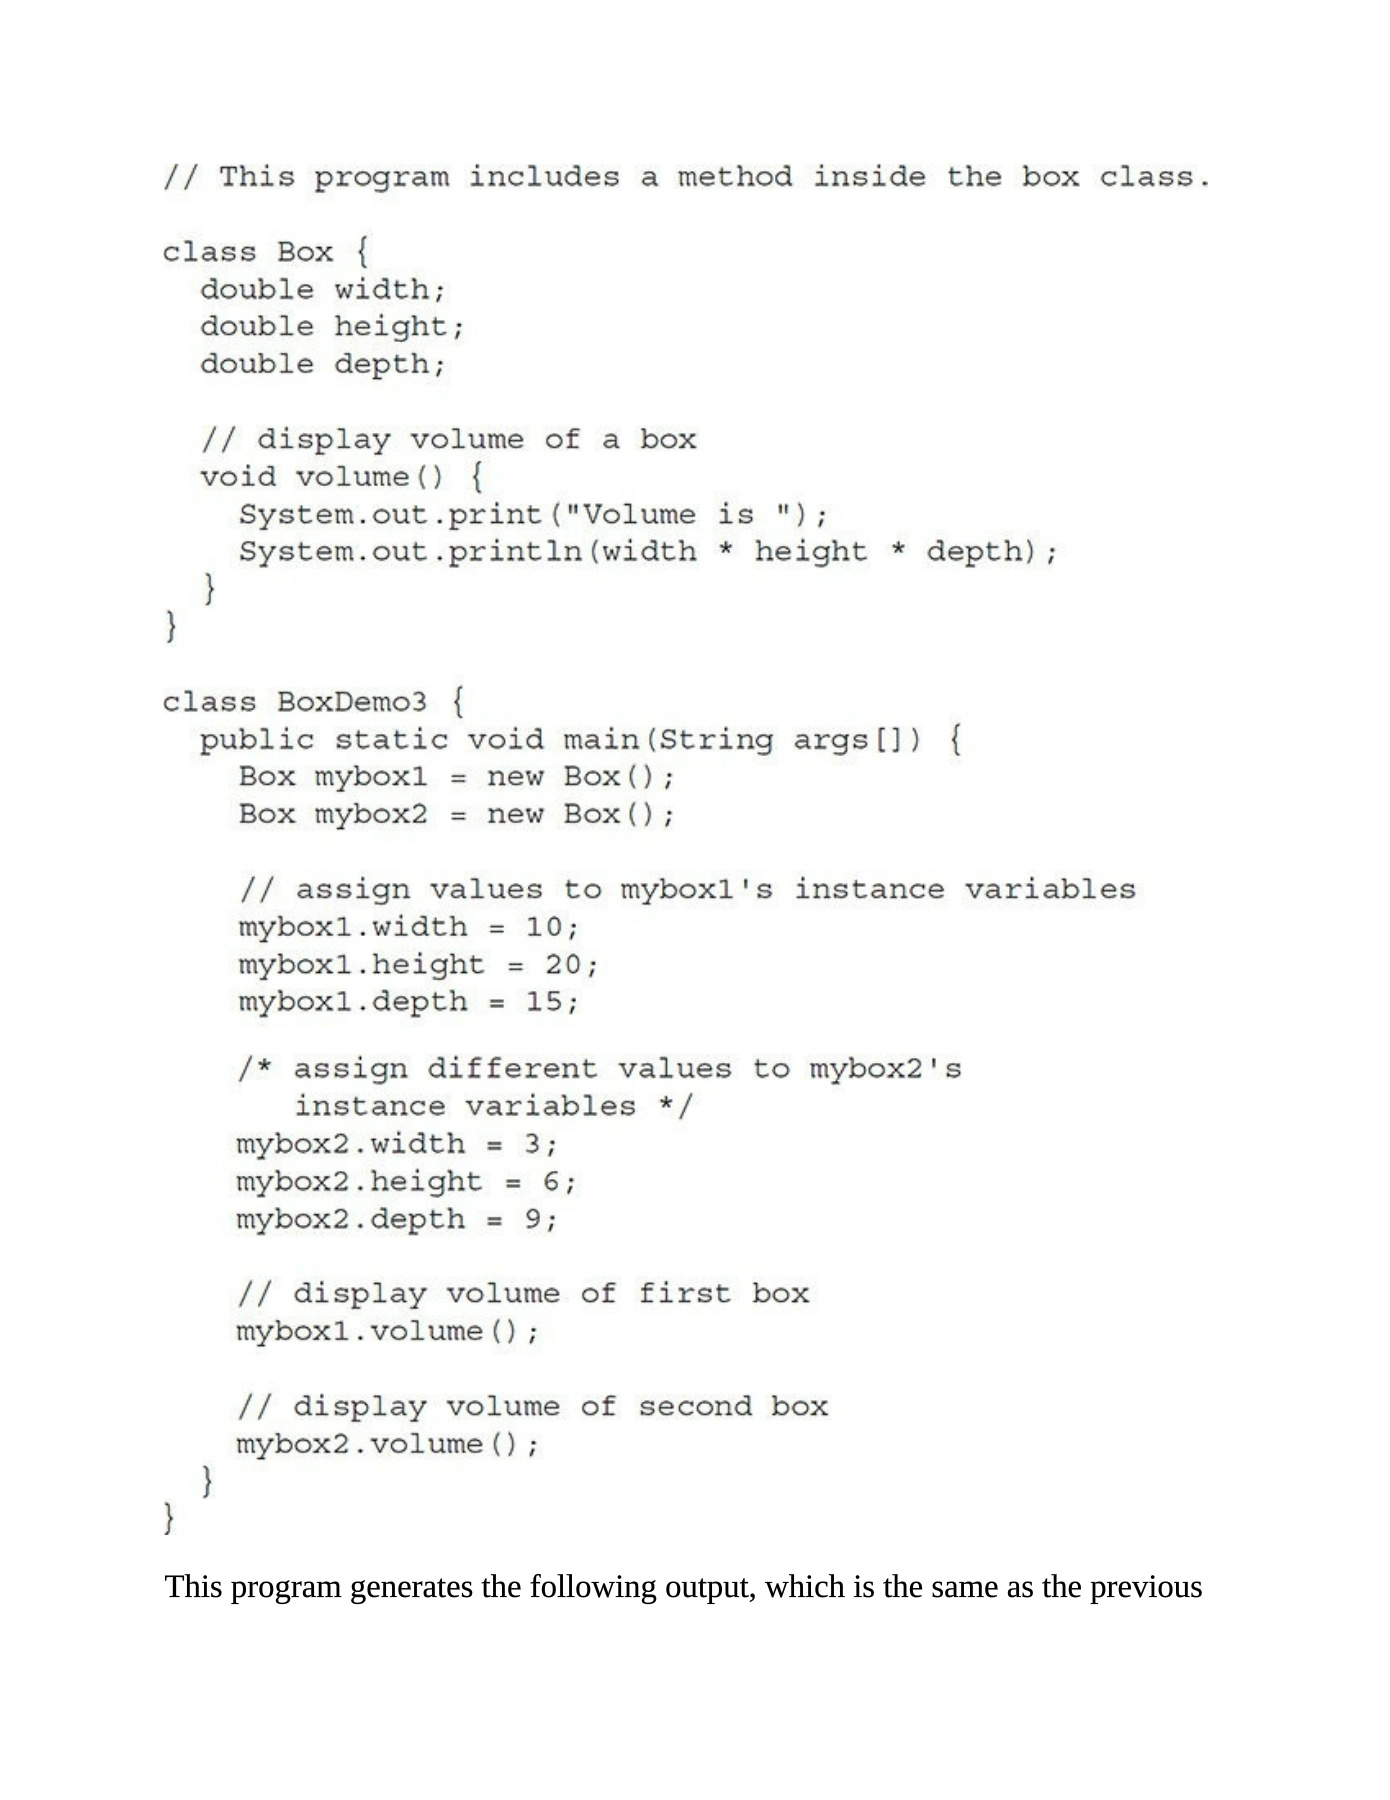 // This program includes a method inside the box class.

class Box {
  double width;
  double height;
  double depth;

  // display volume of a box
  void volume() {
    System.out.print("Volume is ");
    System.out.println(width * height * depth);
  }
}

class BoxDemo3 {
  public static void main(String args[]) {
    Box mybox1 = new Box();
    Box mybox2 = new Box();

    // assign values to mybox1's instance variables
    mybox1.width = 10;
    mybox1.height = 20;
    mybox1.depth = 15;

    /* assign different values to mybox2's
       instance variables */
    mybox2.width = 3;
    mybox2.height = 6;
    mybox2.depth = 9;

    // display volume of first box
    mybox1.volume();

    // display volume of second box
    mybox2.volume();
  }
}
This program generates the following output, which is the same as the previous